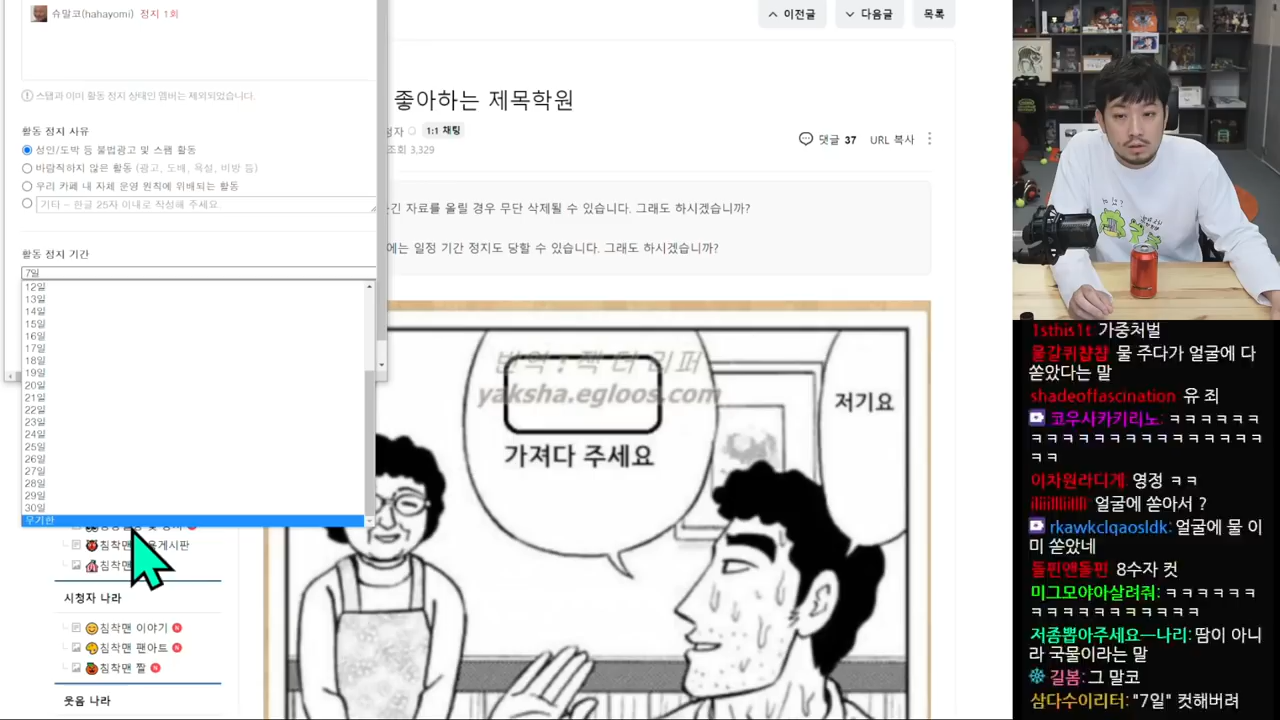 슈말코(hahayomi) 정지 1회
스탭과 이미 활동 정지 상태인 멤버는 제외되었습니다.
활동 정지 사유
성인/도박 등 불법광고 및 스팸 활동
바람직하지 않은 활동 (광고, 도배, 욕설, 비방 등)
우리 카페 내 자체 운영 원칙에 위배되는 활동
기타 - 한글 25자 이내로 작성해 주세요.
활동 정지 기간
7일
12일
13일
14일
15일
16일
17일
18일
19일
20일
21일
22일
23일
24일
25일
26일
27일
28일
29일
30일
무기한
침착맨
게시판
침착맨
시청자 나라
침착맨 이야기 N
침착맨 팬아트 N
침착맨 짤 N
웃음 나라
이전글
다음글
목록
좋아하는 제목학원
1:1 채팅
조회 3,329
댓글 37
URL 복사
자료를 올릴 경우 무단 삭제될 수 있습니다. 그래도 하시겠습니까?
에는 일정 기간 정지도 당할 수 있습니다. 그래도 하시겠습니까?
번역 : 잭 더 리퍼
yaksha.egloos.com
가져다 주세요
저기요
1sthis1t 가중처벌
물갈퀴챱챱 물 주다가 얼굴에 다
쏟았다는 말
shadeoffascination 유 죄
코우사카키리노: ㅋㅋㅋㅋㅋㅋ
ㅋㅋㅋㅋㅋㅋㅋㅋㅋㅋㅋㅋㅋㅋㅋ
ㅋㅋ
이차원라디게: 영정 ㅋㅋ
얼굴에 쏟아서 ?
rkawkclqaosldk: 얼굴에 물 이
미 쏟았네
돌핀앤돌핀 8수자 컷
미그모야아살려줘: ㅋㅋㅋㅋㅋㅋ
ㅋㅋㅋㅋㅋㅋㅋㅋㅋㅋㅋ
저좀뽑아주세요—나리: 땀이 아니
라 국물이라는 말
길봄: 그 말코
삼다수이리터: "7일" 컷해버려